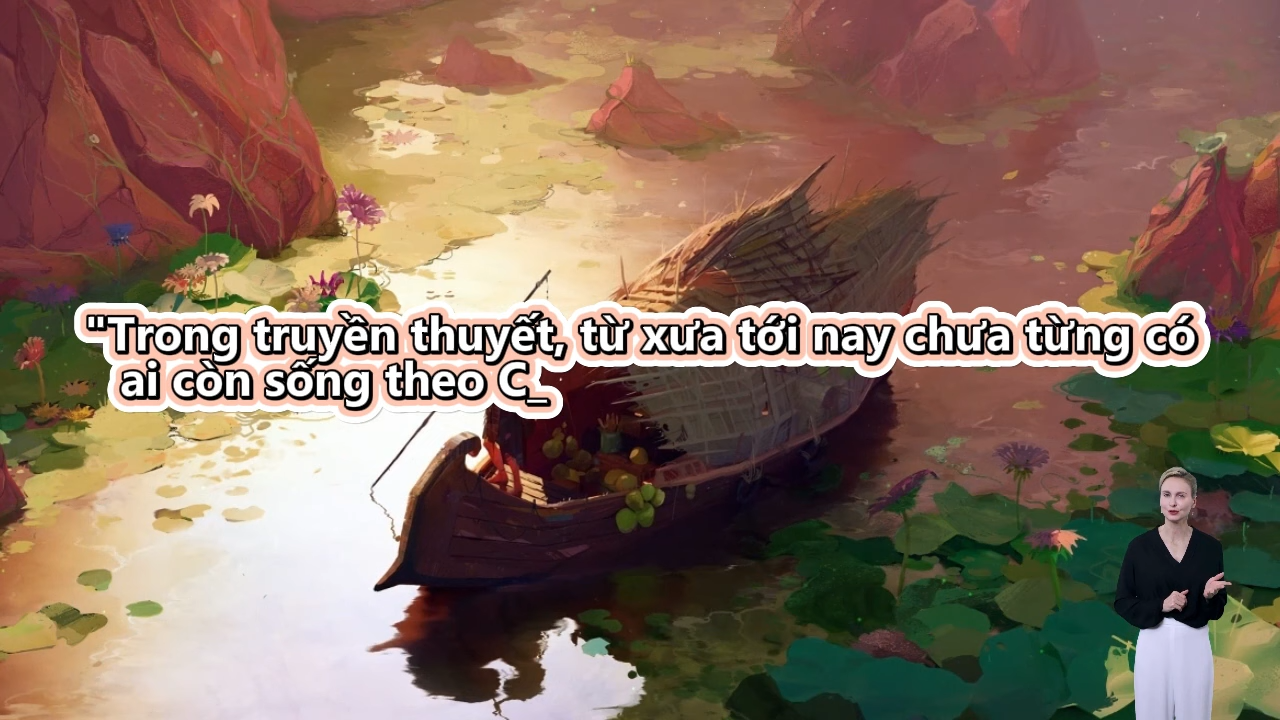 "Trong truyền thuyết, từ xưa tới nay chưa từng có
ai còn sống theo C_